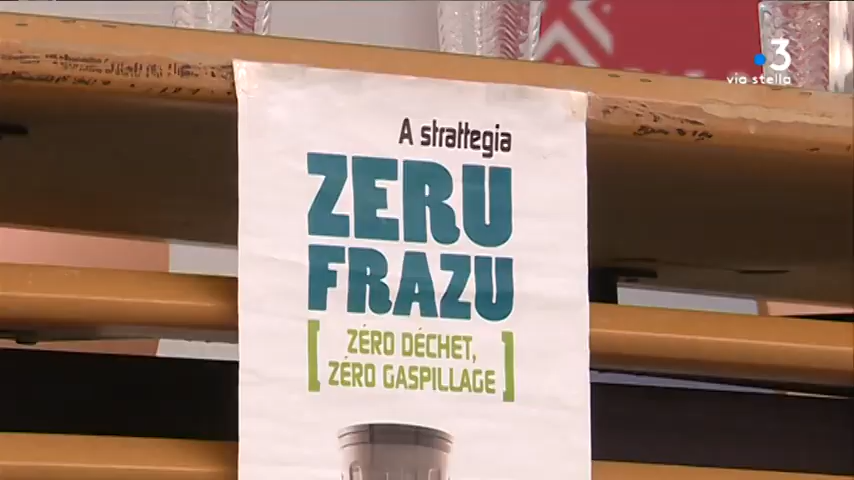 3
via stella
A strattegia
ZERU
FRAZU
[ ZÉRO DÉCHET,
ZÉRO GASPILLAGE ]